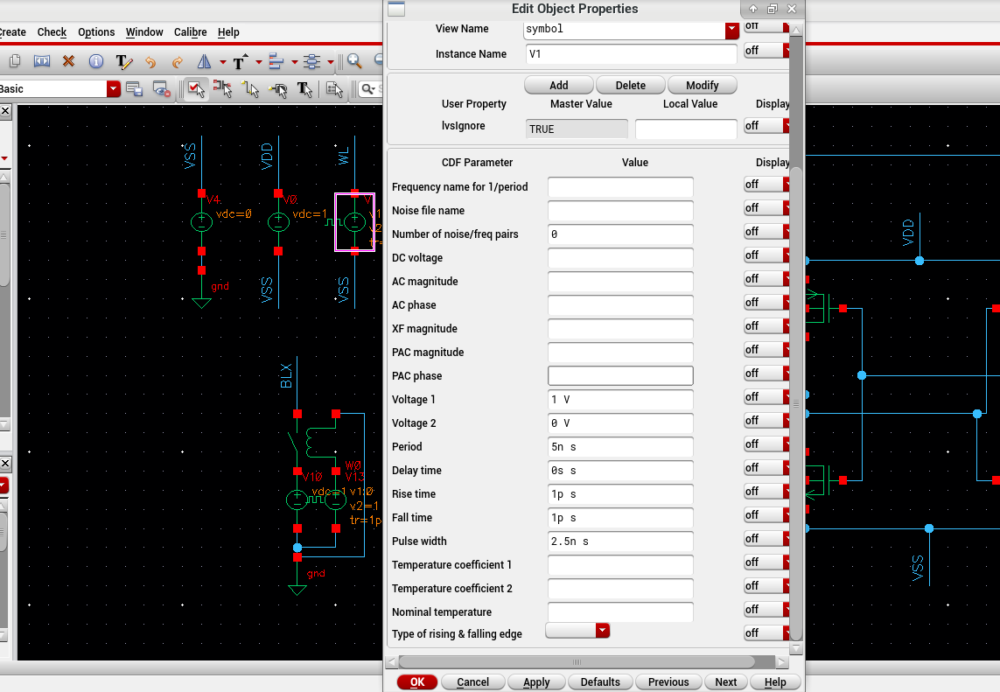 Edit Object Properties
Create Check Options Window Calibre Help
Basic
View Name symbol off
Instance Name V1 off
Add Delete Modify
User Property Master Value Local Value Display
lvsIgnore TRUE off
CDF Parameter Value Display
Frequency name for 1/period off
Noise file name off
Number of noise/freq pairs 0 off
DC voltage off
AC magnitude off
AC phase off
XF magnitude off
PAC magnitude off
PAC phase off
Voltage 1 1 V off
Voltage 2 0 V off
Period 5n s off
Delay time 0s s off
Rise time 1p s off
Fall time 1p s off
Pulse width 2.5n s off
Temperature coefficient 1 off
Temperature coefficient 2 off
Nominal temperature off
Type of rising & falling edge off
OK Cancel Apply Defaults Previous Next Help
VSS VDD WL
V4 V0
vdc=0 vdc=1
gnd VSS VSS
BLX
W0
V10 V13
vdc=1 v1:0
v2=1
tr=1p
gnd
VDD
VSS